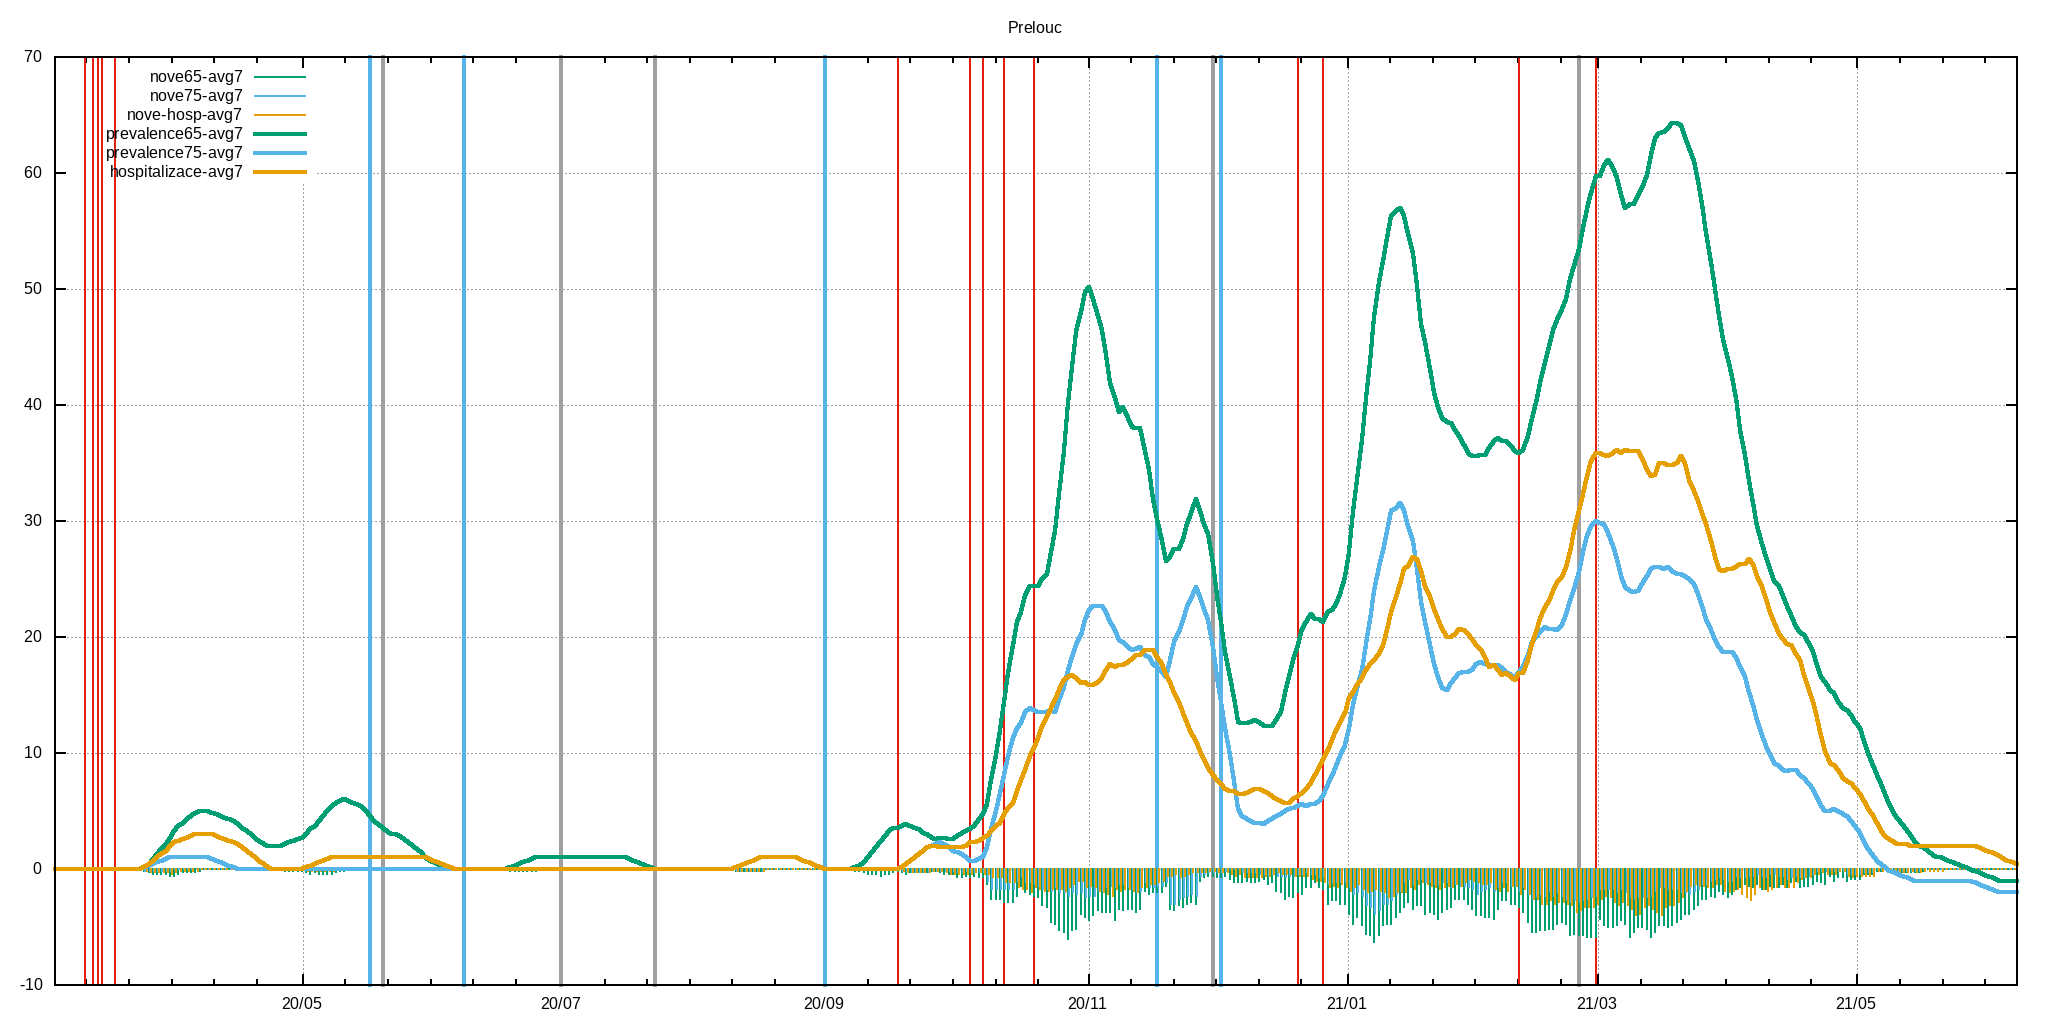 Prelouc
70
60
50
40
30
20
10
0
-10
nove65-avg7
nove75-avg7
nove-hosp-avg7
prevalence65-avg7
prevalence75-avg7
hospitalizace-avg7
20/05
20/07
20/09
20/11
21/01
21/03
21/05